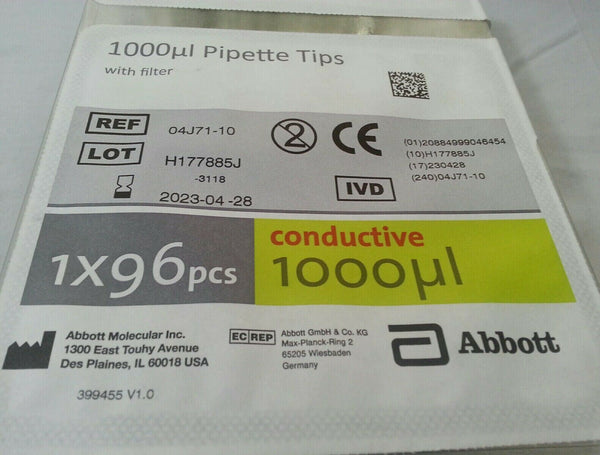 1000µl Pipette Tips
with filter
REF 04J71-10
LOT H177885J
-3118
2023-04-28
2
CE
IVD
(01)20884999046454
(10)H177885J
(17)230428
(240)04J71-10
1x96pcs
conductive
1000µl
Abbott Molecular Inc.
1300 East Touhy Avenue
Des Plaines, IL 60018 USA
EC REP
Abbott GmbH & Co. KG
Max-Planck-Ring 2
65205 Wiesbaden
Germany
Abbott
399455 V1.0